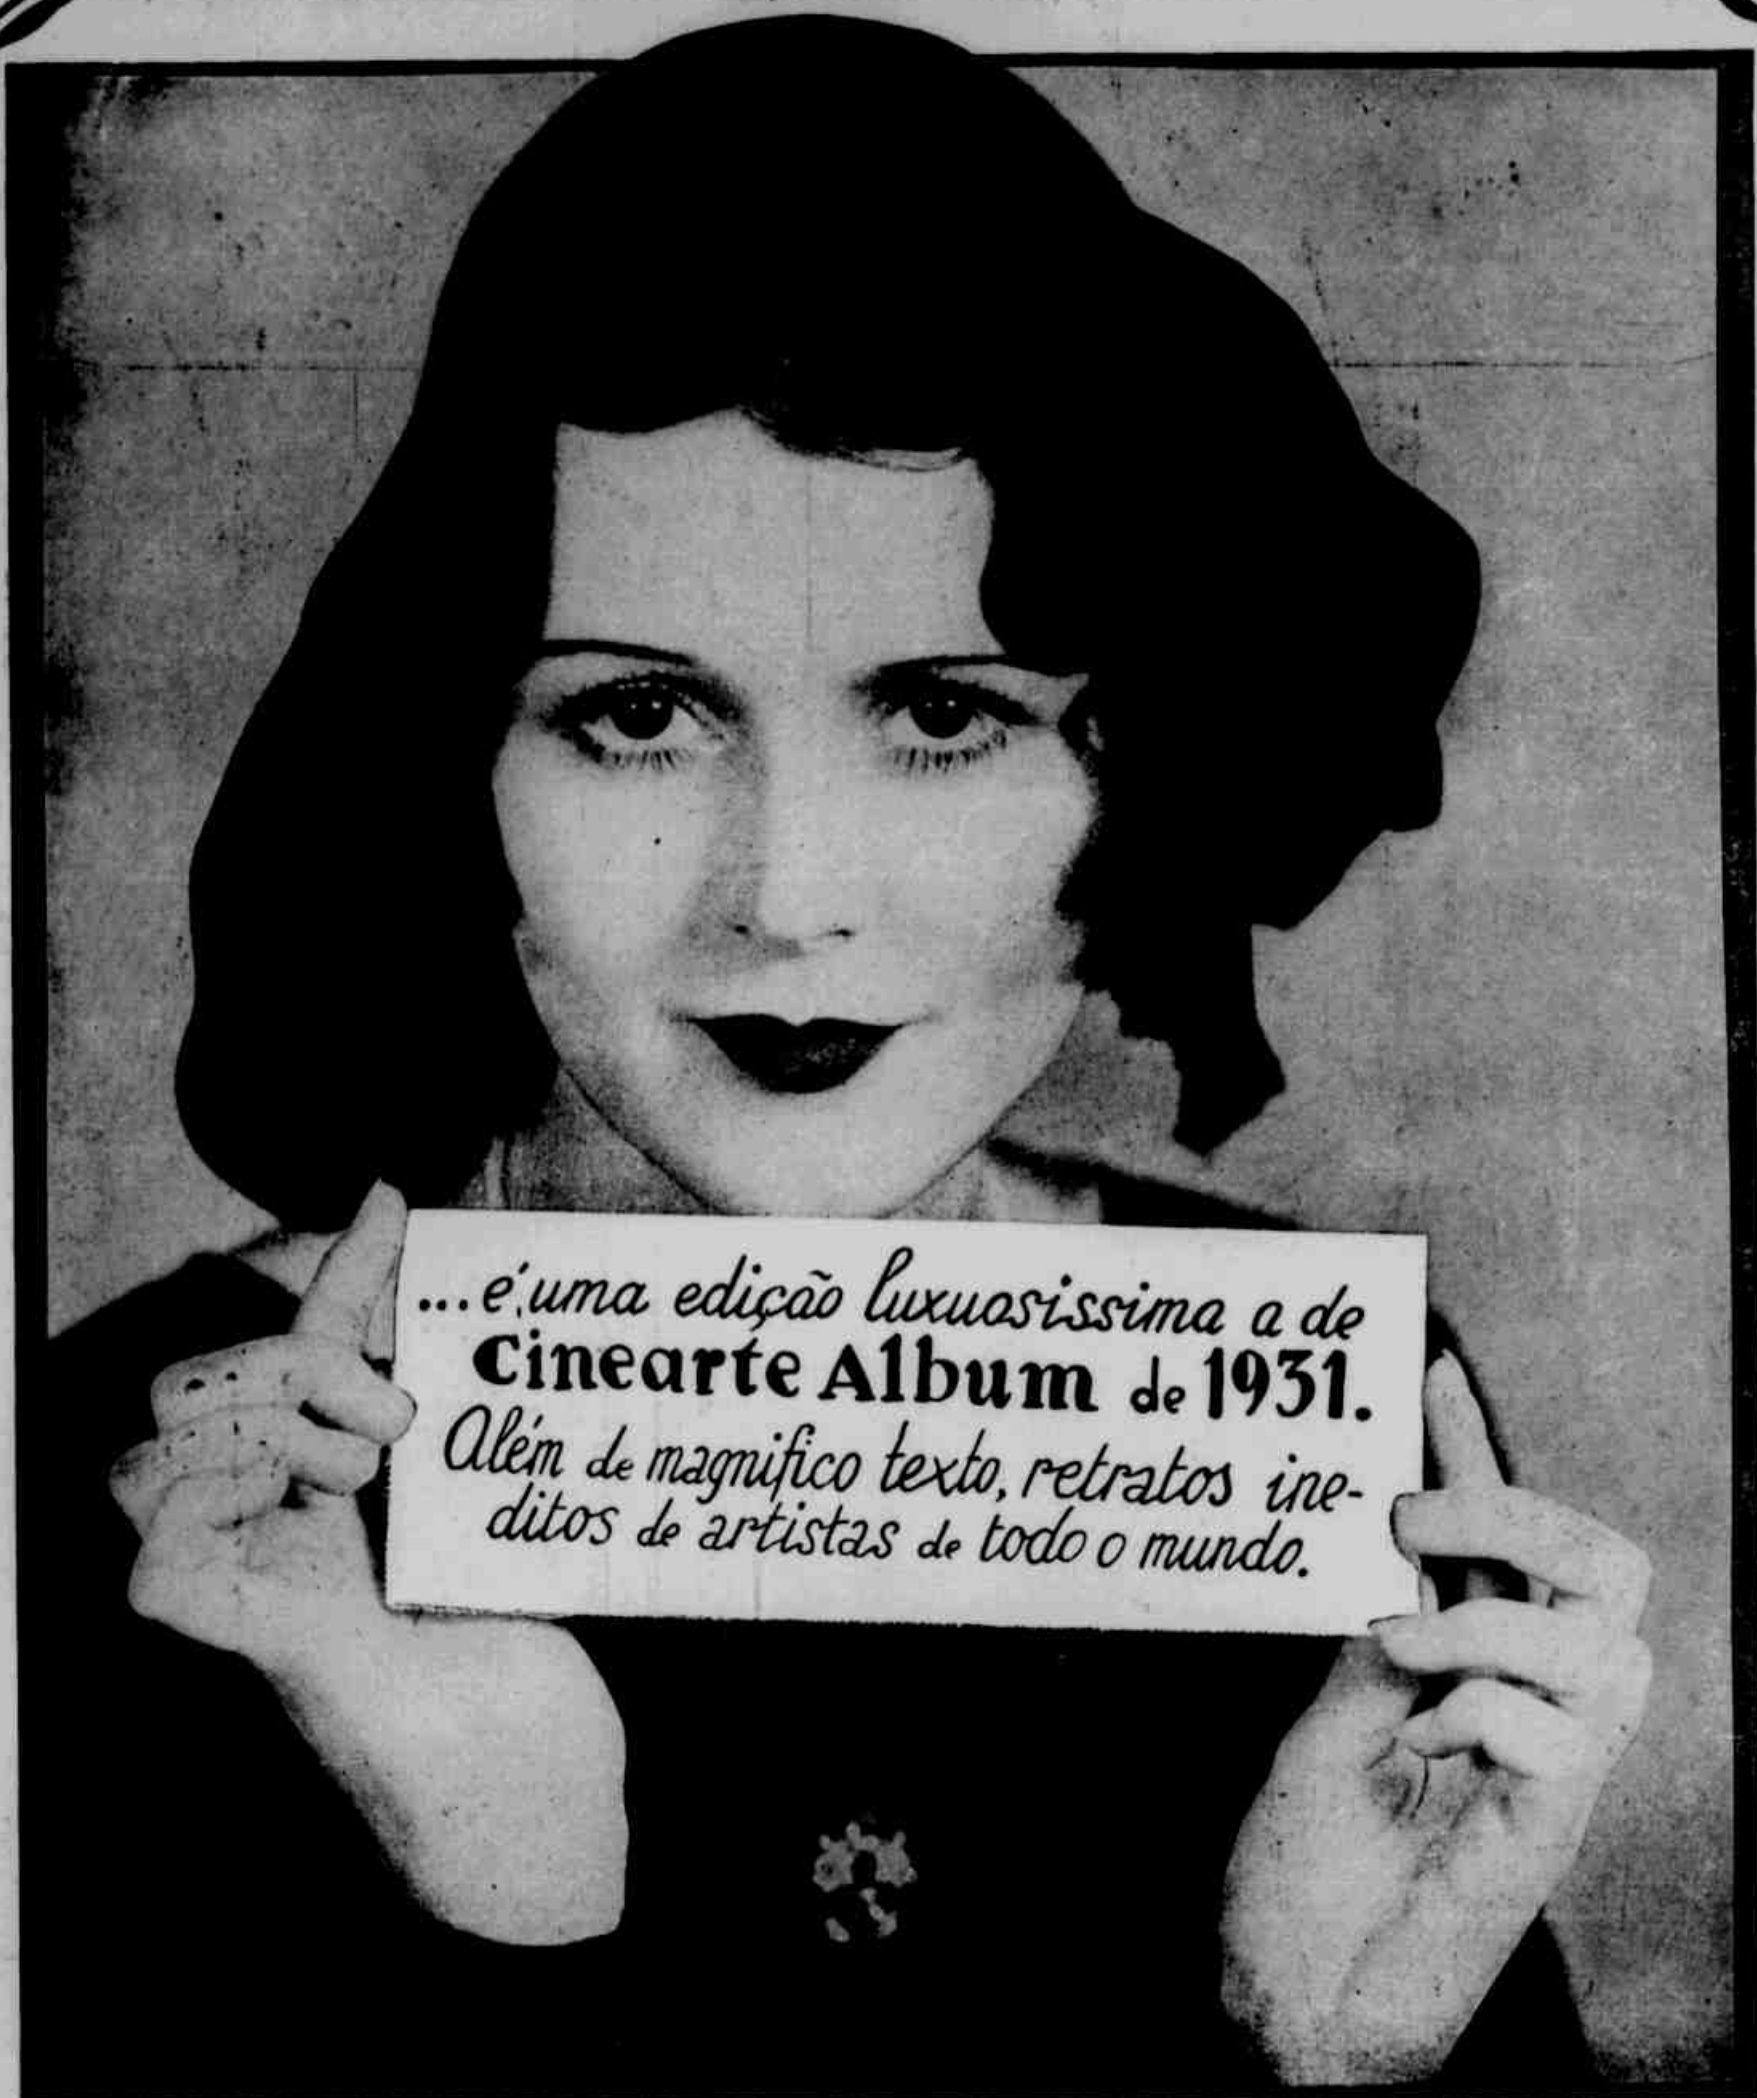 ...é uma edição luxuosissima a de
Cinearte Album de 1931.
Além de magnifico texto, retratos ine-
ditos de artistas de todo o mundo.